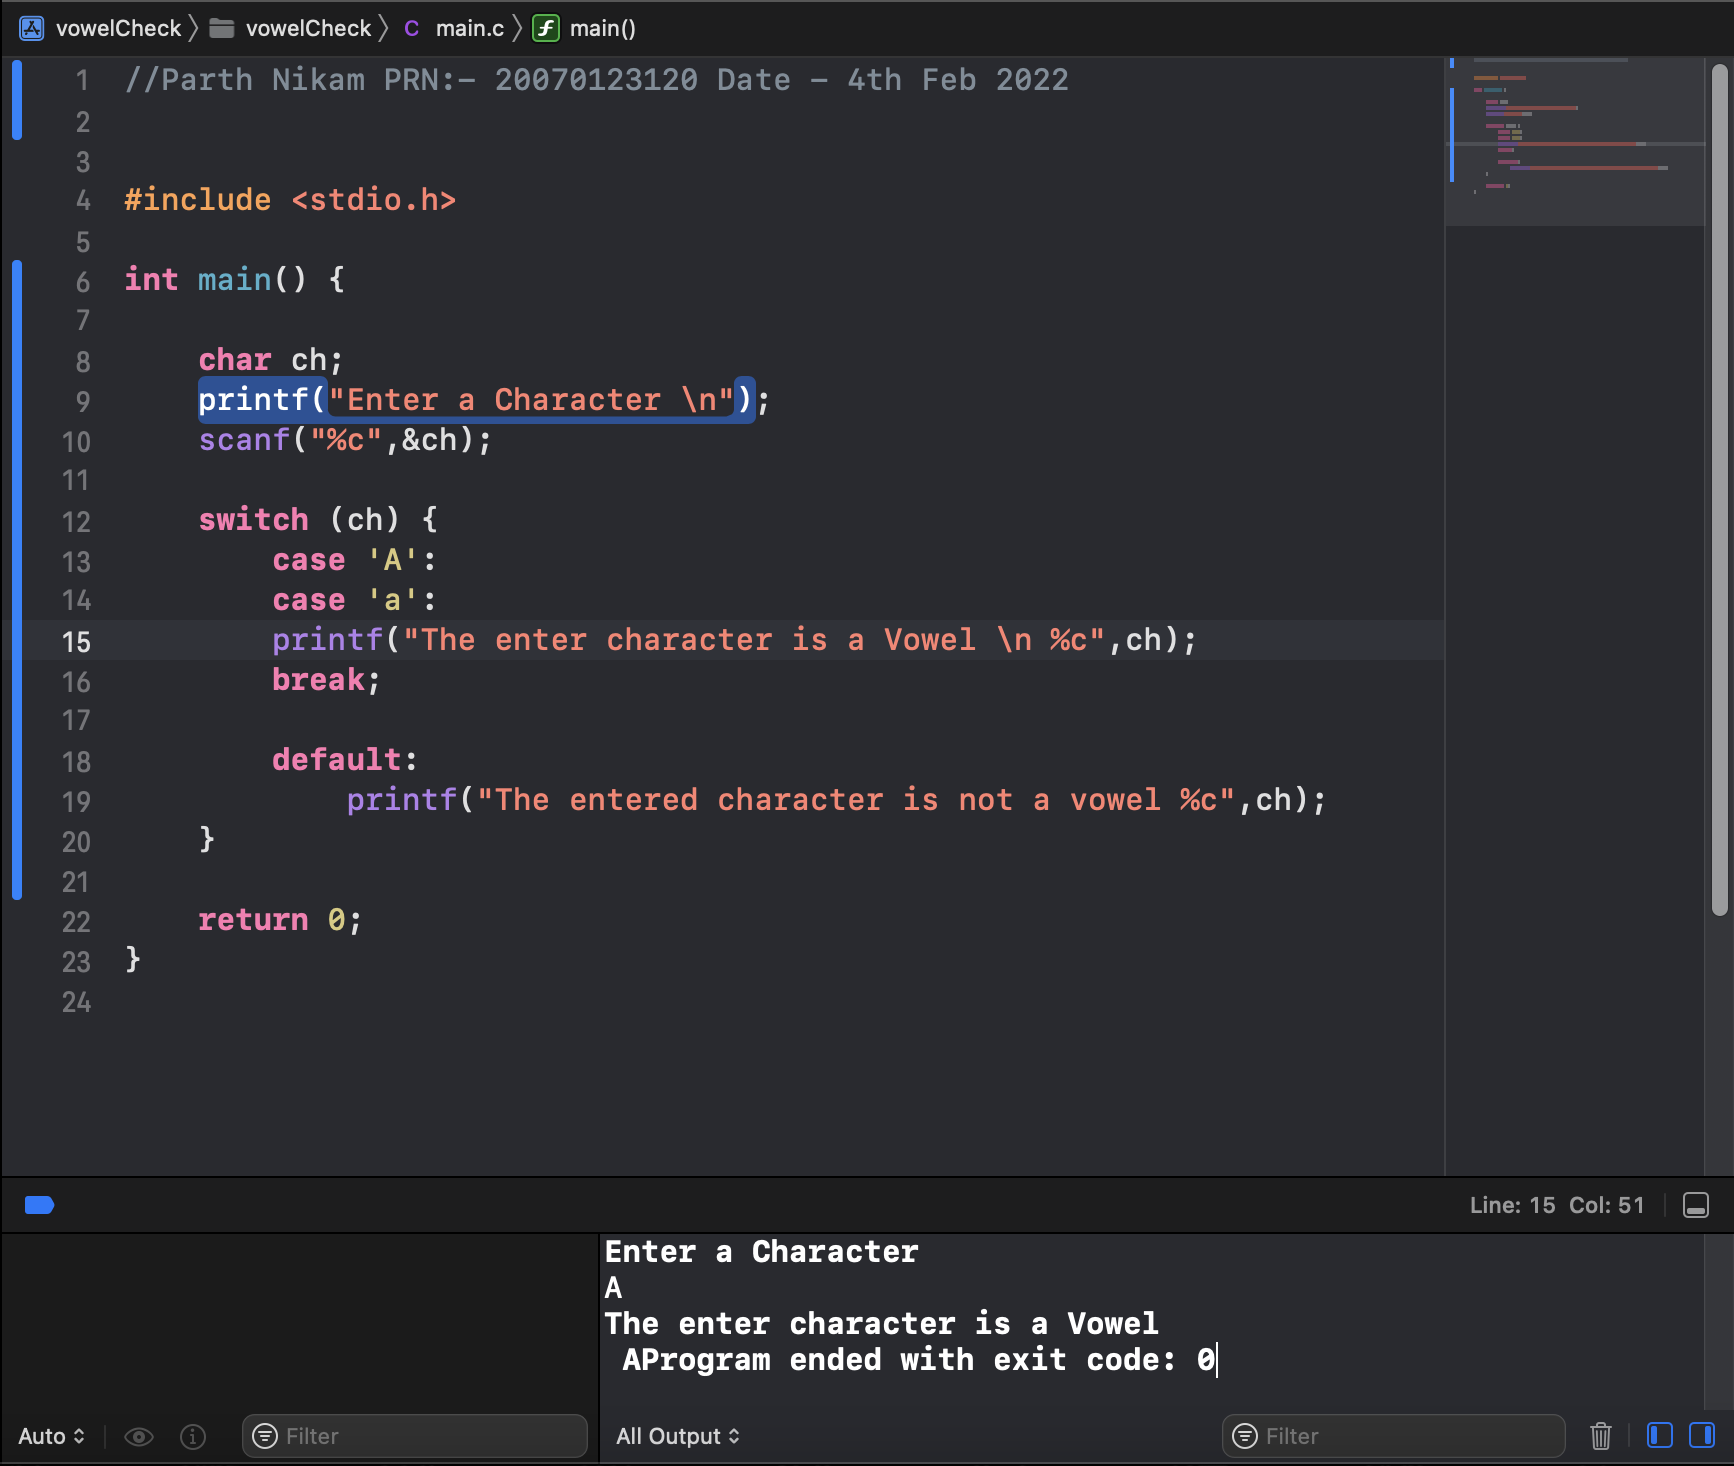 vowelCheck vowelCheck C main.c main()
1 //Parth Nikam PRN:- 20070123120 Date - 4th Feb 2022
2
3
4 #include <stdio.h>
5
6 int main() {
7
8 char ch;
9 printf("Enter a Character \n");
10 scanf("%c",&ch);
11
12 switch (ch) {
13 case 'A':
14 case 'a':
15 printf("The enter character is a Vowel \n %c",ch);
16 break;
17
18 default:
19 printf("The entered character is not a vowel %c",ch);
20 }
21
22 return 0;
23 }
24
Line: 15 Col: 51
Enter a Character
A
The enter character is a Vowel
 AProgram ended with exit code: 0
Auto Filter All Output Filter